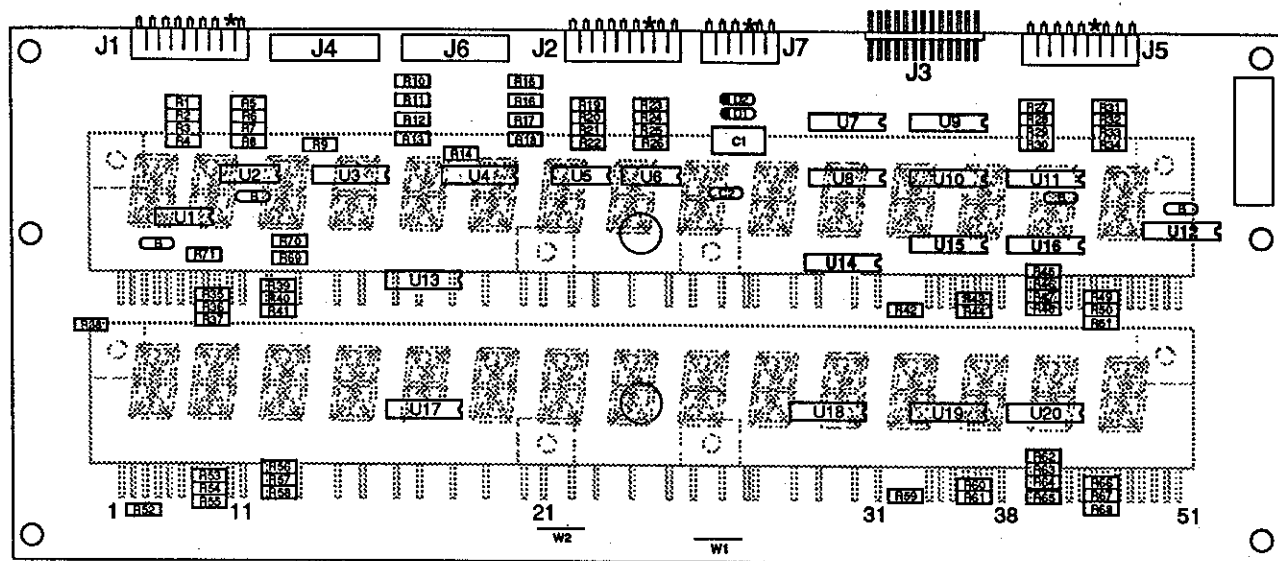 J1 J4 J6 J2 * J7 J3 J5
R10 R15
R1 R5 R11 R16 R19 R23 D2 R27 R31
R2 R6 R12 R17 R20 R24 D1 U7 U9 R28 R32
R3 R7 R21 R25 R29 R33
R4 R8 R9 R13 R18 R22 R26 C1 R30 R34
R14
U2 U3 U4 U5 U6 U8 U10 U11
B C2 B
U1 B U12
B R70 U15 U16
R71 R69 U14
U13
R35 R39 R45
R36 R40 R43 R46 R49
R37 R41 R42 R44 R47 R50
R38 R48 R51
U17 U18 U19 U20
R53 R56 R62
R54 R57 R60 R63 R66
R55 R58 R59 R61 R64 R67
R65 R68
1 R52 11 21 31 38 51
W2 W1